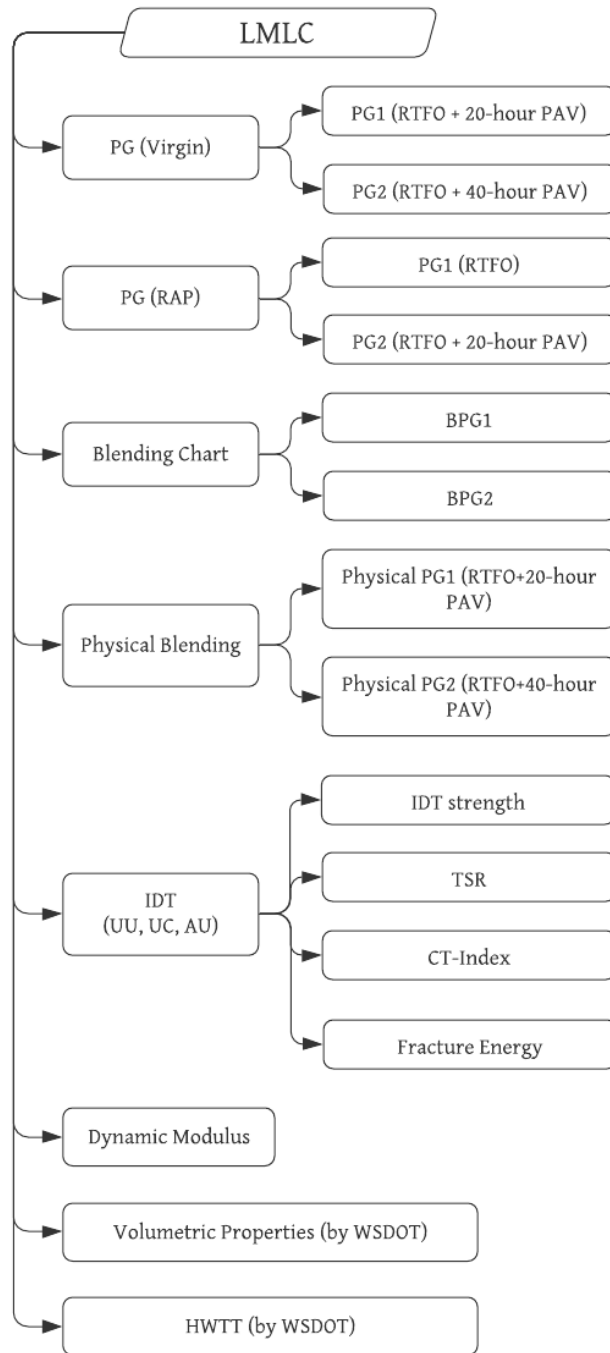 LMLC
PG (Virgin)
PG1 (RTFO + 20-hour PAV)
PG2 (RTFO + 40-hour PAV)
PG (RAP)
PG1 (RTFO)
PG2 (RTFO + 20-hour PAV)
Blending Chart
BPG1
BPG2
Physical Blending
Physical PG1 (RTFO+20-hour
PAV)
Physical PG2 (RTFO+40-hour
PAV)
IDT
(UU, UC, AU)
IDT strength
TSR
CT-Index
Fracture Energy
Dynamic Modulus
Volumetric Properties (by WSDOT)
HWTT (by WSDOT)